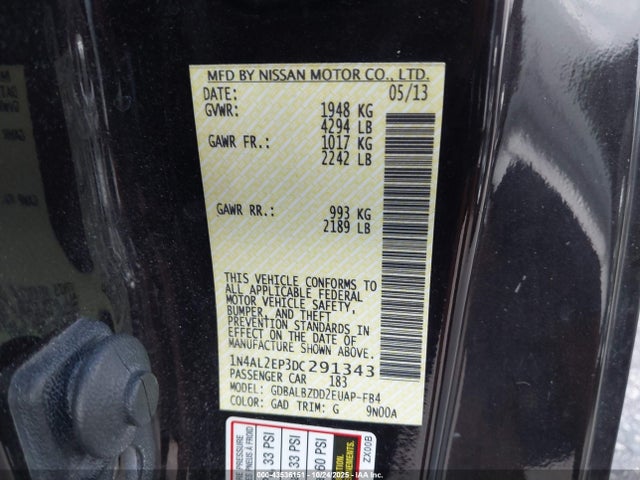 MFD BY NISSAN MOTOR CO., LTD.
DATE: 05/13
GVWR: 1948 KG
4294 LB
GAWR FR.: 1017 KG
2242 LB
GAWR RR.: 993 KG
2189 LB
THIS VEHICLE CONFORMS TO
ALL APPLICABLE FEDERAL
MOTOR VEHICLE SAFETY,
BUMPER, AND THEFT
PREVENTION STANDARDS IN
EFFECT ON THE DATE OF
MANUFACTURE SHOWN ABOVE.
1N4AL2EP3DC291343
PASSENGER CAR 183
MODEL: GDBALBZDD2EUAP-FB4
COLOR: GAD TRIM: G 9N00A
33 PSI
33 PSI
60 PSI
ZX00B
000-43536151 - 10/24/2025 - IAAI